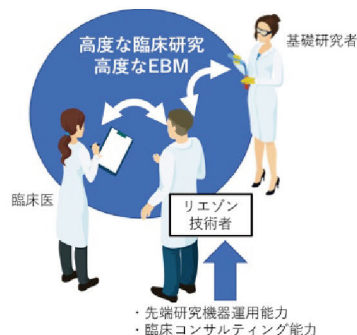 高度な臨床研究
高度なEBM
基礎研究者
臨床医
リエゾン
技術者
・先端研究機器運用能力
・臨床コンサルティング能力